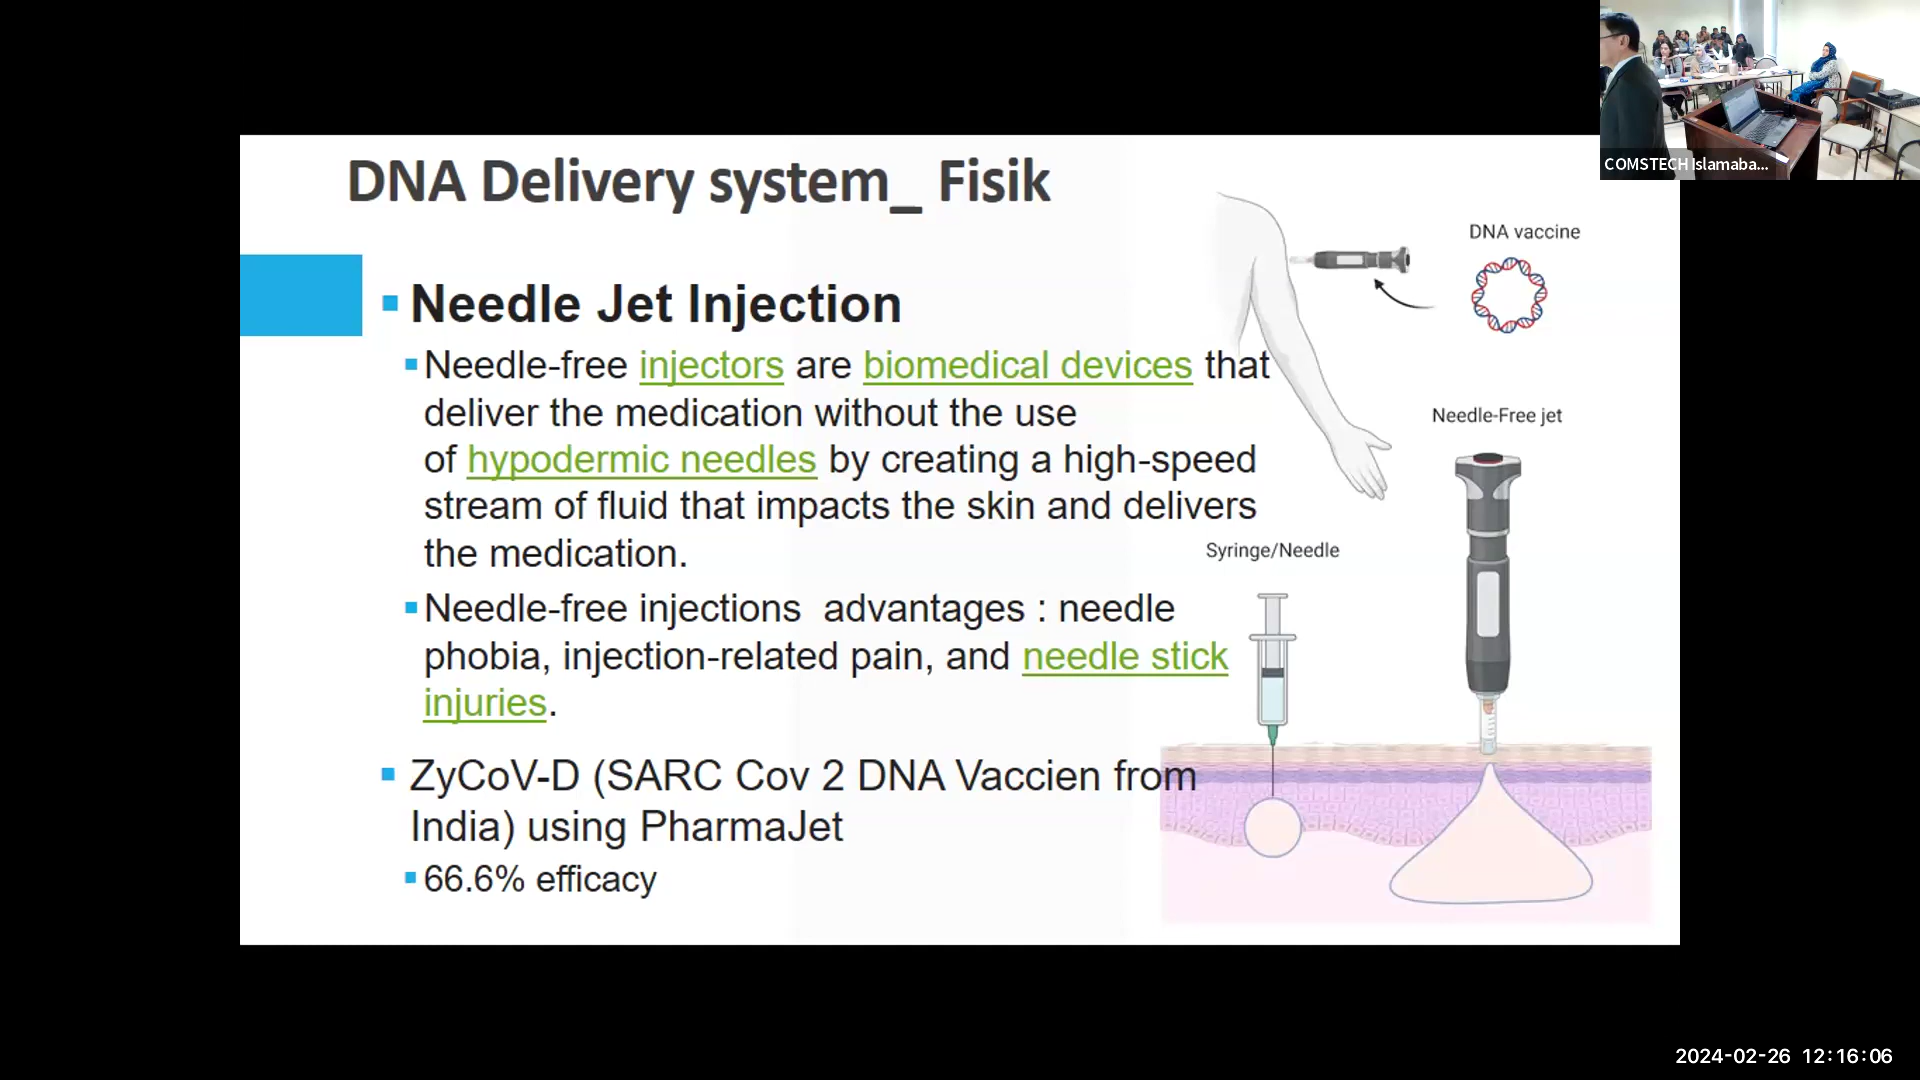 COMSTECH Islamaba...
DNA Delivery system_ Fisik
DNA vaccine
Needle Jet Injection
Needle-free injectors are biomedical devices that
deliver the medication without the use
of hypodermic needles by creating a high-speed
stream of fluid that impacts the skin and delivers
the medication.
Needle-free injections advantages : needle
phobia, injection-related pain, and needle stick
injuries.
ZyCoV-D (SARC Cov 2 DNA Vaccien from
India) using PharmaJet
66.6% efficacy
Needle-Free jet
Syringe/Needle
2024-02-26 12:16:06